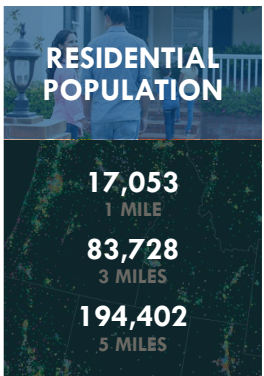 RESIDENTIAL
POPULATION
17,053
1 MILE
83,728
3 MILES
194,402
5 MILES